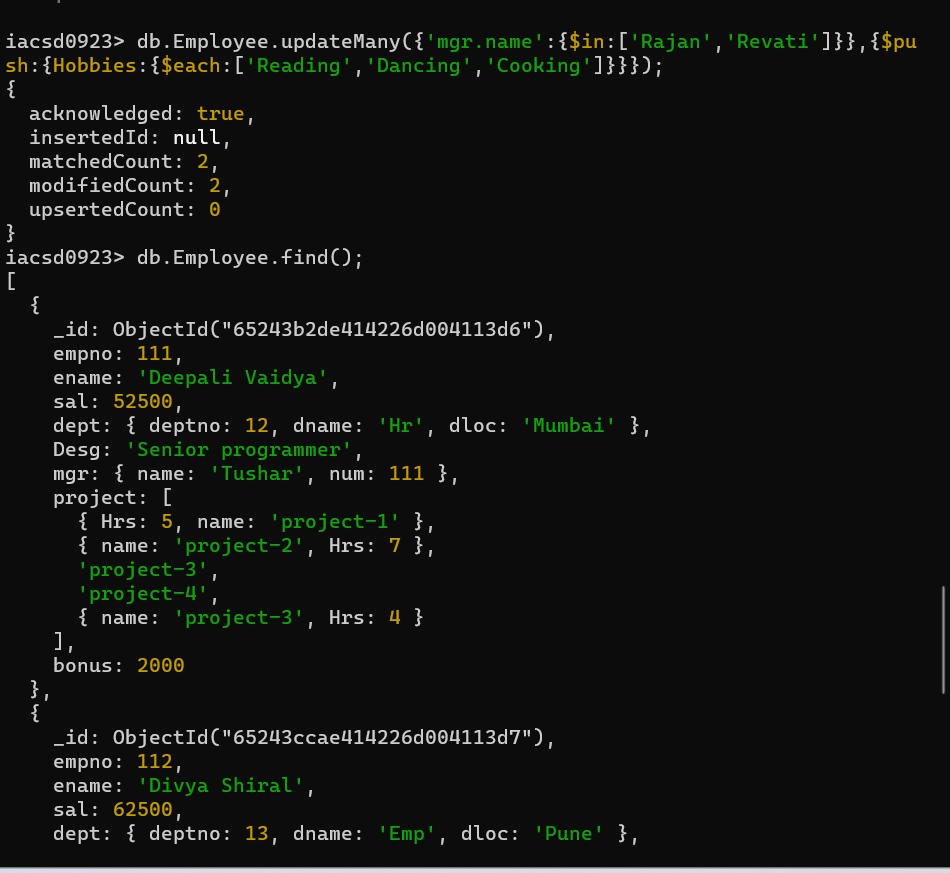 iacsd0923> db.Employee.updateMany({'mgr.name':{$in:['Rajan','Revati']}},{$pu
sh:{Hobbies:{$each:['Reading','Dancing','Cooking']}}});
{
  acknowledged: true,
  insertedId: null,
  matchedCount: 2,
  modifiedCount: 2,
  upsertedCount: 0
}
iacsd0923> db.Employee.find();
[
  {
    _id: ObjectId("65243b2de414226d004113d6"),
    empno: 111,
    ename: 'Deepali Vaidya',
    sal: 52500,
    dept: { deptno: 12, dname: 'Hr', dloc: 'Mumbai' },
    Desg: 'Senior programmer',
    mgr: { name: 'Tushar', num: 111 },
    project: [
      { Hrs: 5, name: 'project-1' },
      { name: 'project-2', Hrs: 7 },
      'project-3',
      'project-4',
      { name: 'project-3', Hrs: 4 }
    ],
    bonus: 2000
  },
  {
    _id: ObjectId("65243ccae414226d004113d7"),
    empno: 112,
    ename: 'Divya Shiral',
    sal: 62500,
    dept: { deptno: 13, dname: 'Emp', dloc: 'Pune' },